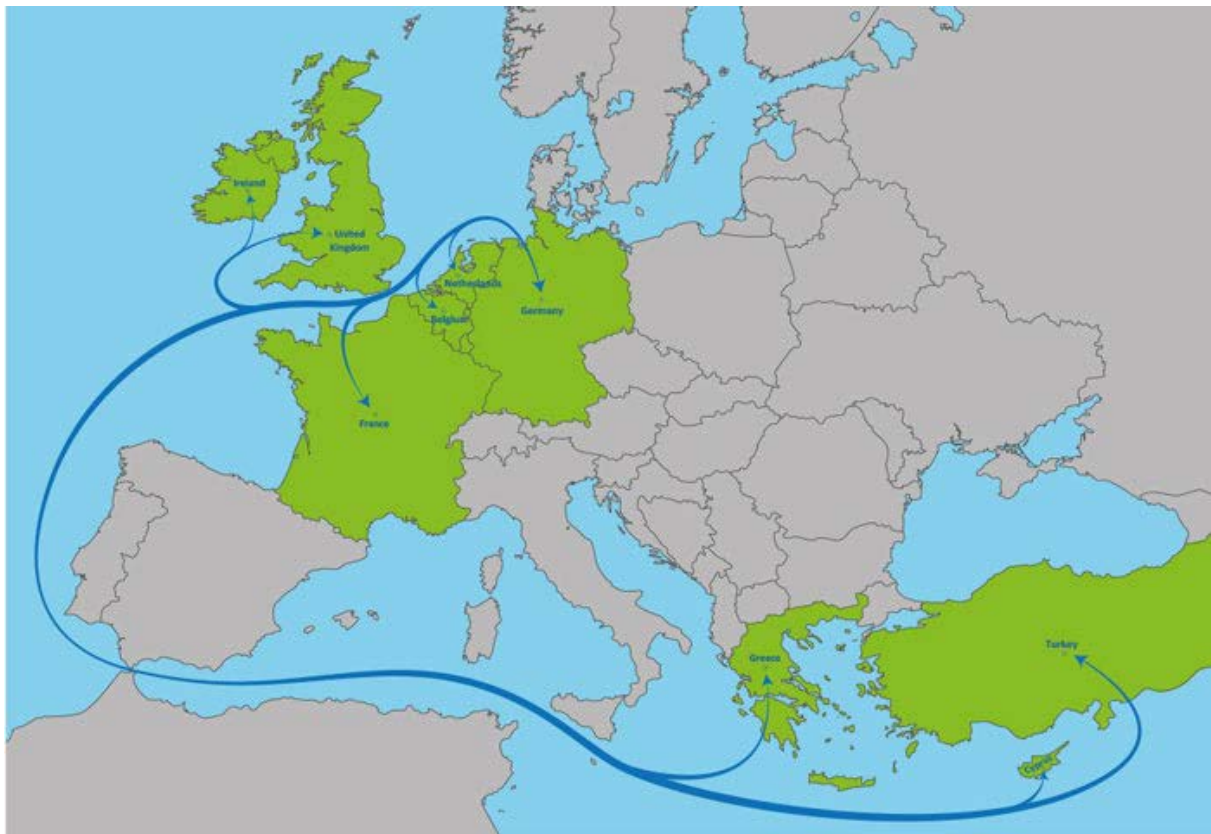 Ireland
United
Kingdom
Netherlands
Belgium
Germany
France
Greece
Turkey
Cyprus